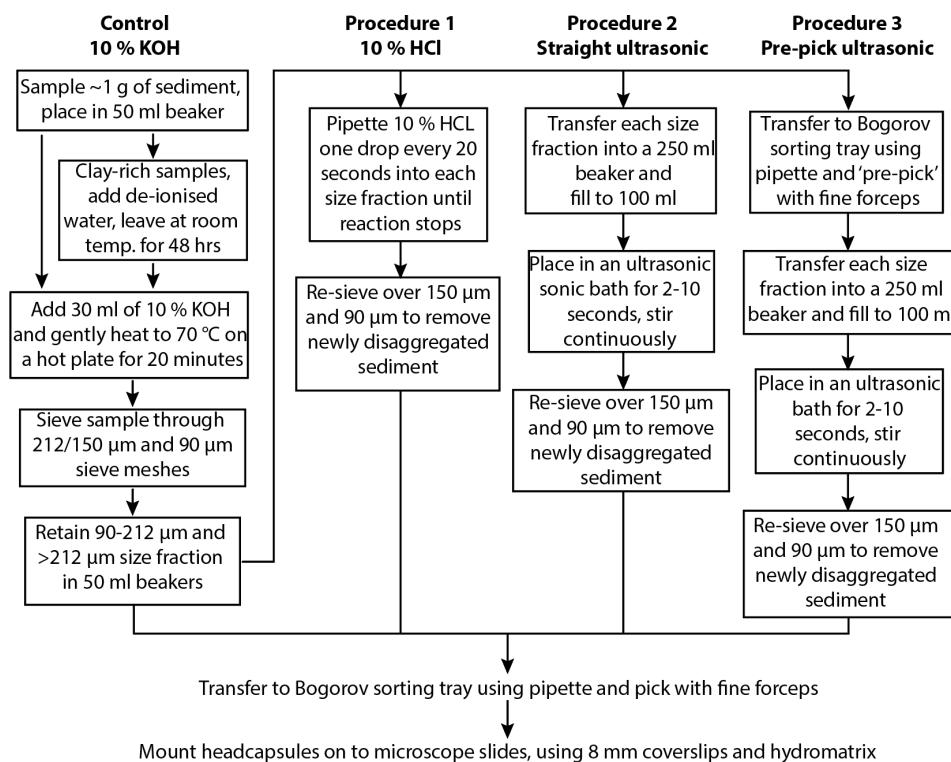 Control
10 % KOH
Sample ~1 g of sediment,
place in 50 ml beaker
Clay-rich samples,
add de-ionised
water, leave at room
temp. for 48 hrs
Add 30 ml of 10 % KOH
and gently heat to 70 °C on
a hot plate for 20 minutes
Sieve sample through
212/150 μm and 90 μm
sieve meshes
Retain 90-212 μm and
>212 μm size fraction
in 50 ml beakers
Procedure 1
10 % HCl
Pipette 10 % HCL
one drop every 20
seconds into each
size fraction until
reaction stops
Re-sieve over 150 μm
and 90 μm to remove
newly disaggregated
sediment
Procedure 2
Straight ultrasonic
Transfer each size
fraction into a 250 ml
beaker and
fill to 100 ml
Place in an ultrasonic
sonic bath for 2-10
seconds, stir
continuously
Re-sieve over 150 μm
and 90 μm to remove
newly disaggregated
sediment
Procedure 3
Pre-pick ultrasonic
Transfer to Bogorov
sorting tray using
pipette and ‘pre-pick’
with fine forceps
Transfer each size
fraction into a 250 ml
beaker and fill to 100 m
Place in an ultrasonic
bath for 2-10
seconds, stir
continuously
Re-sieve over 150 μm
and 90 μm to remove
newly disaggregated
sediment
Transfer to Bogorov sorting tray using pipette and pick with fine forceps
Mount headcapsules on to microscope slides, using 8 mm coverslips and hydromatrix